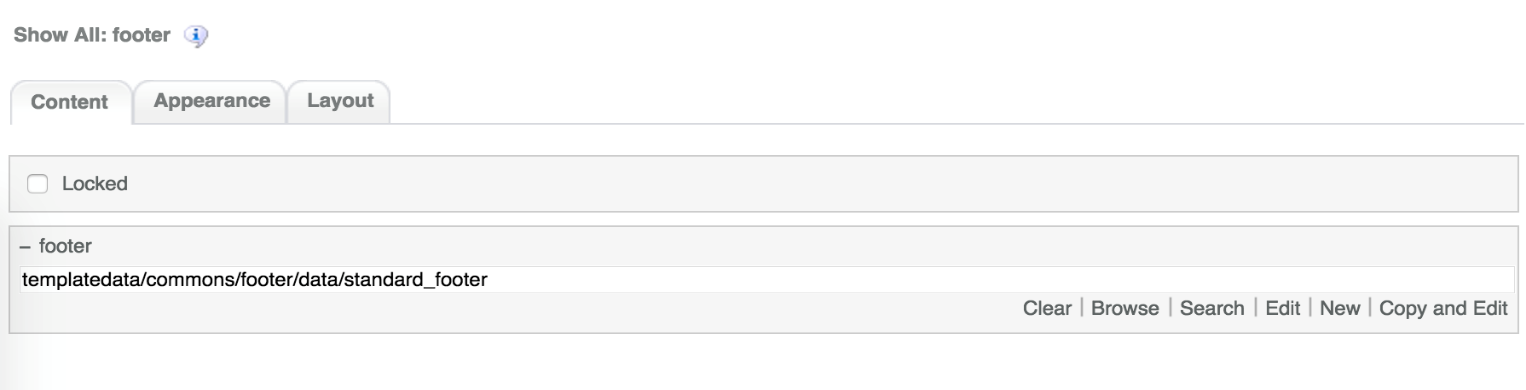 Show All: footer
Content Appearance Layout
Locked
– footer
templatedata/commons/footer/data/standard_footer
Clear | Browse | Search | Edit | New | Copy and Edit